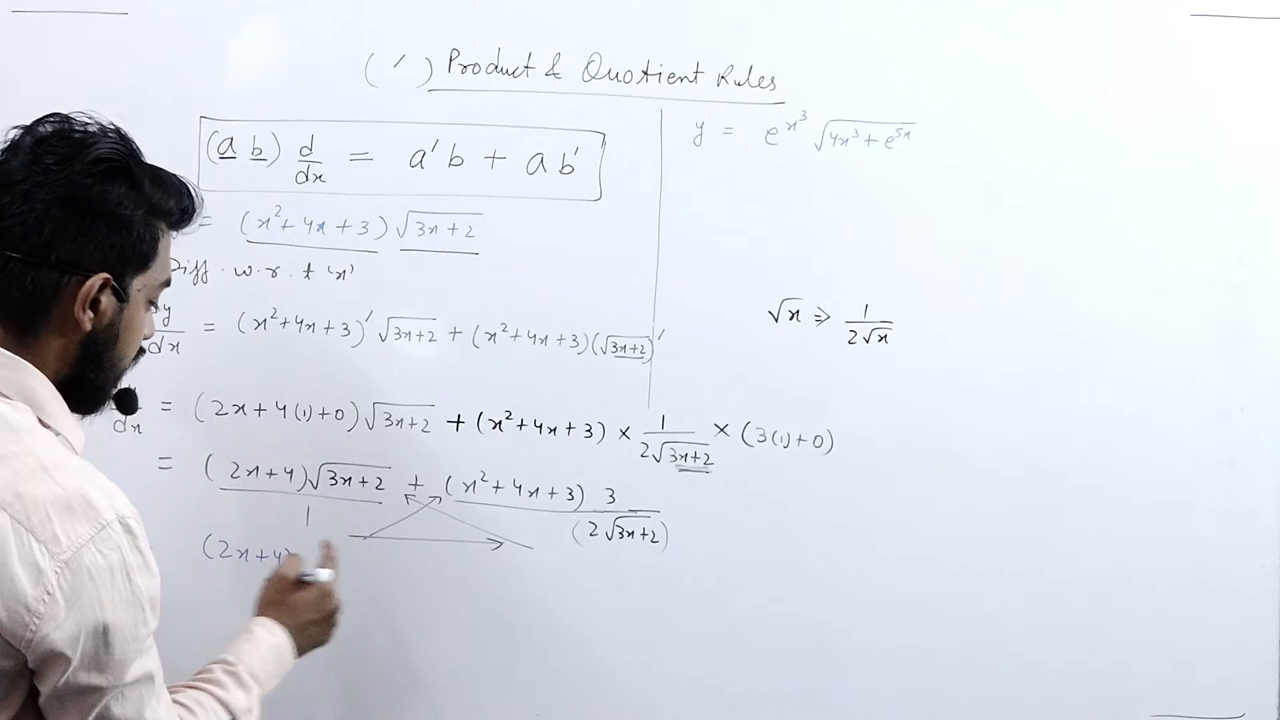 ( ′ ) Product & Quotient Rules
(a b) d/dx = a′b + ab′
y = e^x³ √(4x³ + e^5x)
= (x² + 4x + 3) √(3x + 2)
Diff. w.r.t 'x'
√x ⇒ 1/(2√x)
y/dx = (x² + 4x + 3)′ √(3x+2) + (x² + 4x + 3)(√(3x+2))′
dx = (2x + 4(1) + 0) √(3x+2) + (x² + 4x + 3) × 1/(2√(3x+2)) × (3(1) + 0)
= (2x + 4)√(3x+2)/1 + (x² + 4x + 3) 3/(2√(3x+2))
(2x + 4)